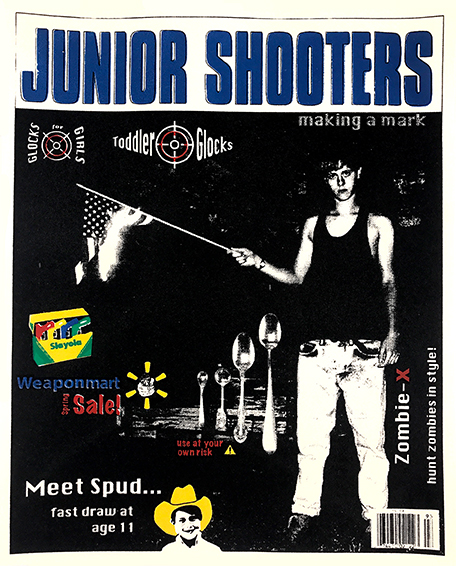 JUNIOR SHOOTERS
making a mark
GLOCKS for GIRLS
Toddler Glocks
Slayola
Weaponmart
Spring Sale!
use at your
own risk
Zombie-X
hunt zombies in style!
Meet Spud...
fast draw at
age 11